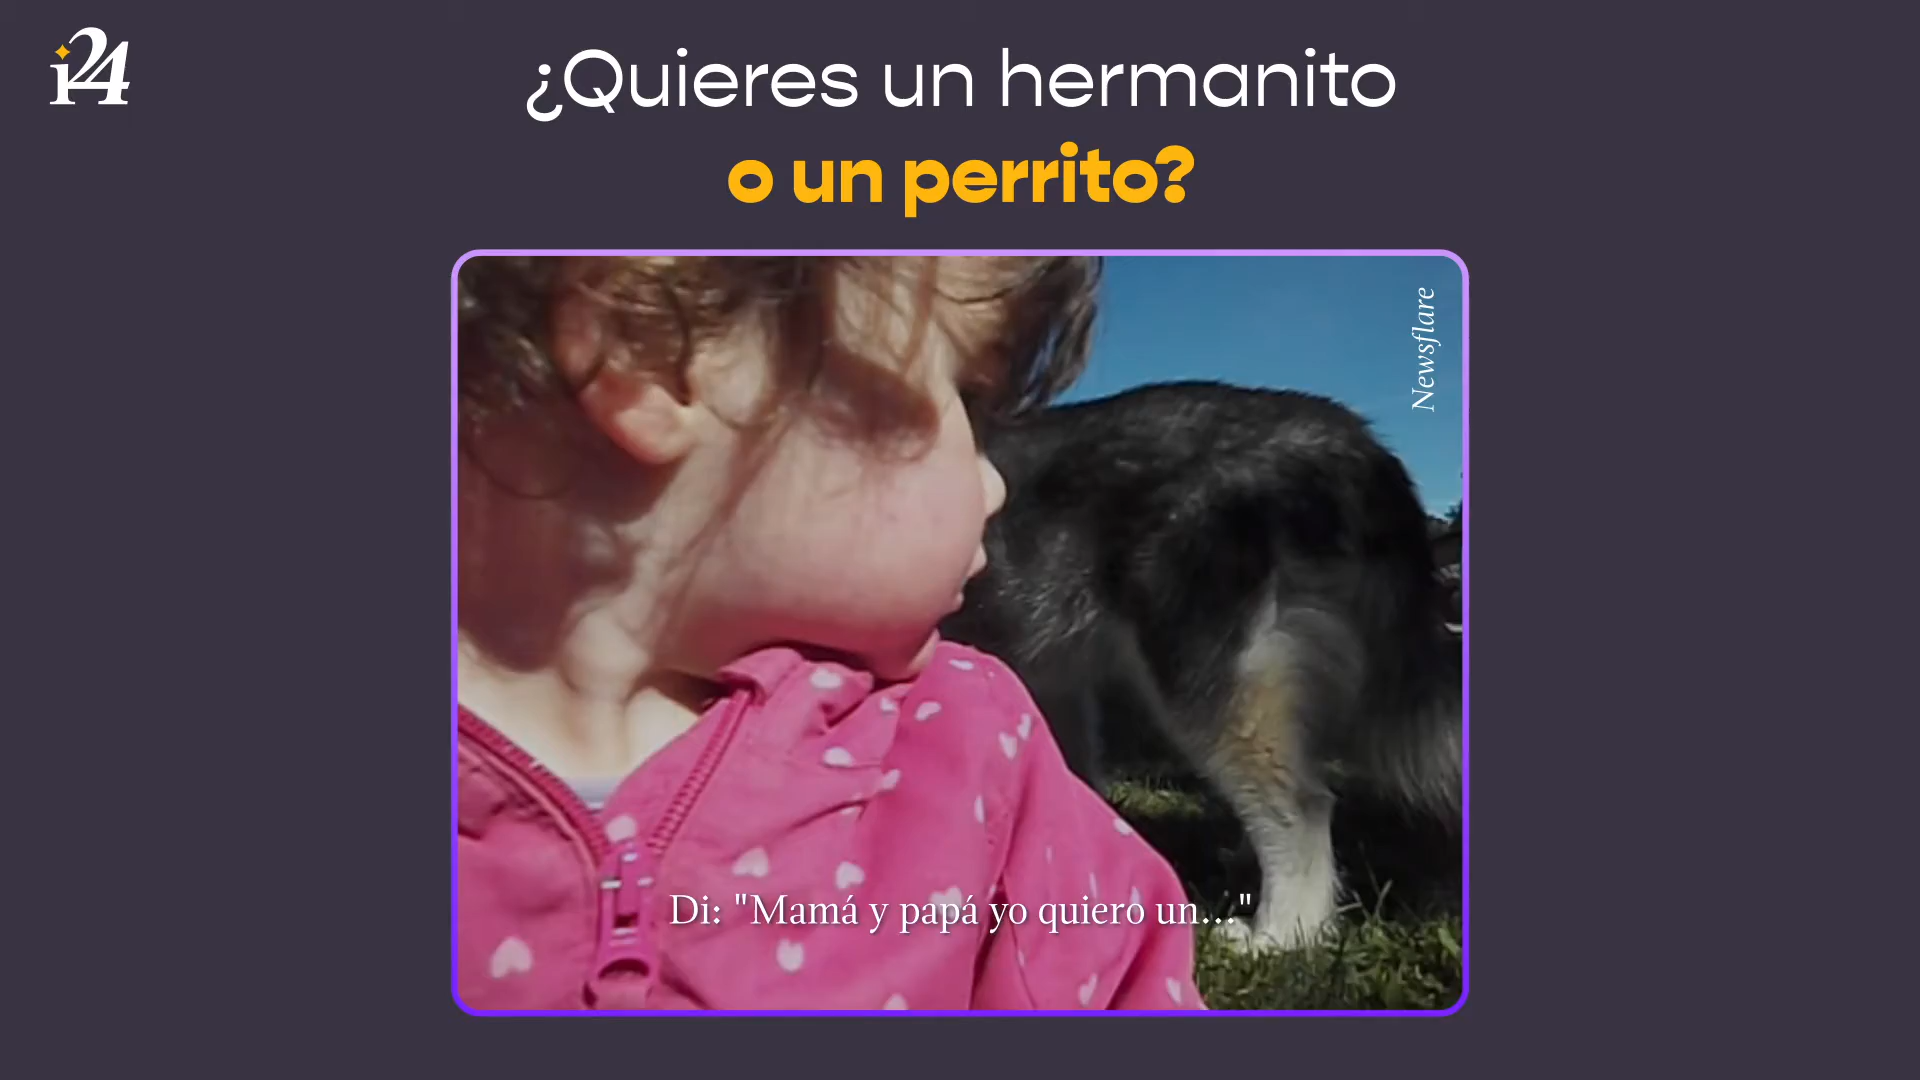 i24
¿Quieres un hermanito
o un perrito?
Newsflare
Di: "Mamá y papá yo quiero un..."